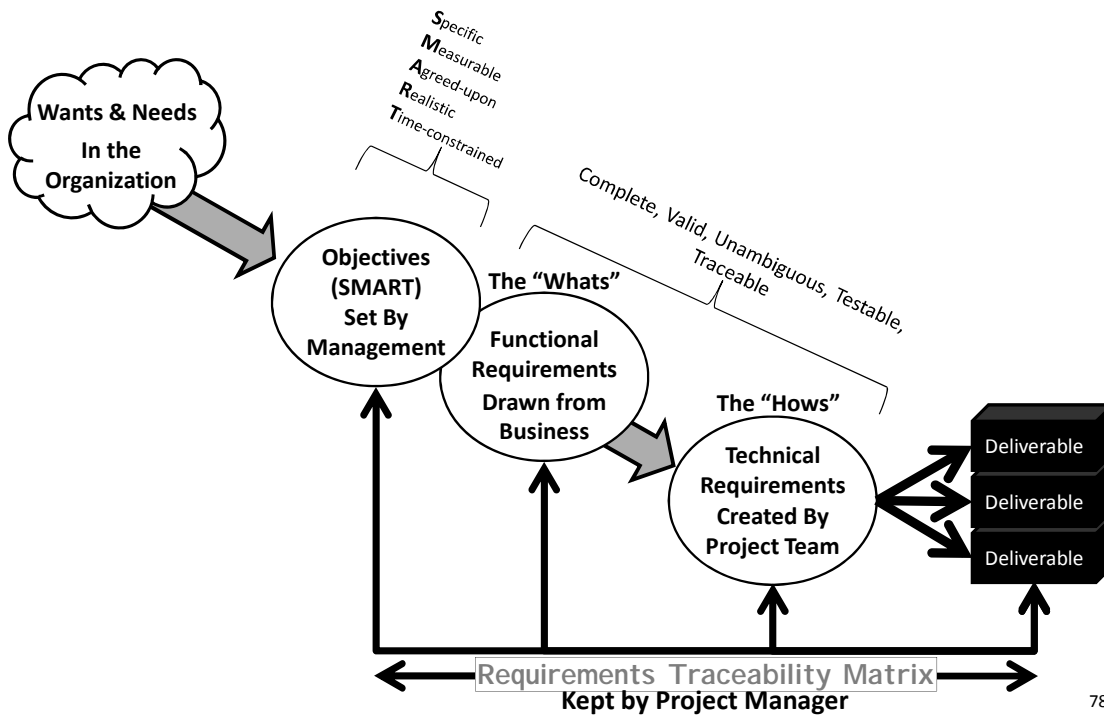 Specific
Measurable
Agreed-upon
Realistic
Time-constrained
Wants & Needs
In the
Organization
Complete, Valid, Unambiguous, Testable,
Traceable
Objectives
(SMART)
Set By
Management
The “Whats”
Functional
Requirements
Drawn from
Business
The “Hows”
Technical
Requirements
Created By
Project Team
Deliverable
Deliverable
Deliverable
Requirements Traceability Matrix
Kept by Project Manager
78